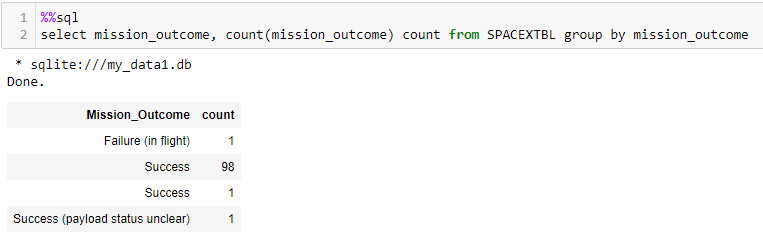 1 %%sql
2 select mission_outcome, count(mission_outcome) count from SPACEXTBL group by mission_outcome
* sqlite:///my_data1.db
Done.
Mission_Outcome count
Failure (in flight) 1
Success 98
Success 1
Success (payload status unclear) 1